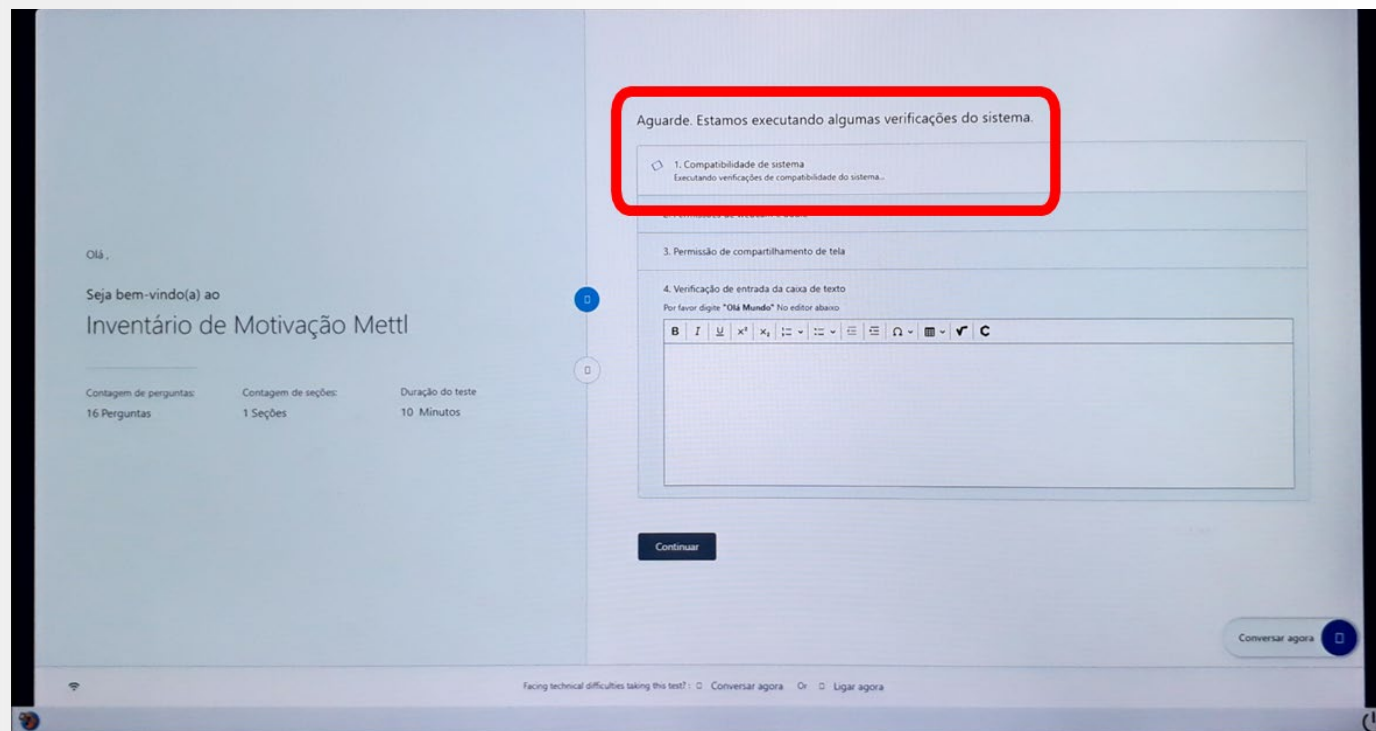 Aguarde. Estamos executando algumas verificações do sistema.
1. Compatibilidade de sistema
Executando verificações de compatibilidade do sistema...
3. Permissão de compartilhamento de tela
4. Verificação de entrada da caixa de texto
Por favor digite "Olá Mundo" No editor abaixo
B I U x² x₂ Ω C
Olá ,
Seja bem-vindo(a) ao
Inventário de Motivação Mettl
Contagem de perguntas: Contagem de seções: Duração do teste
16 Perguntas 1 Seções 10 Minutos
Continuar
Conversar agora
Facing technical difficulties taking this test? : Conversar agora Or Ligar agora